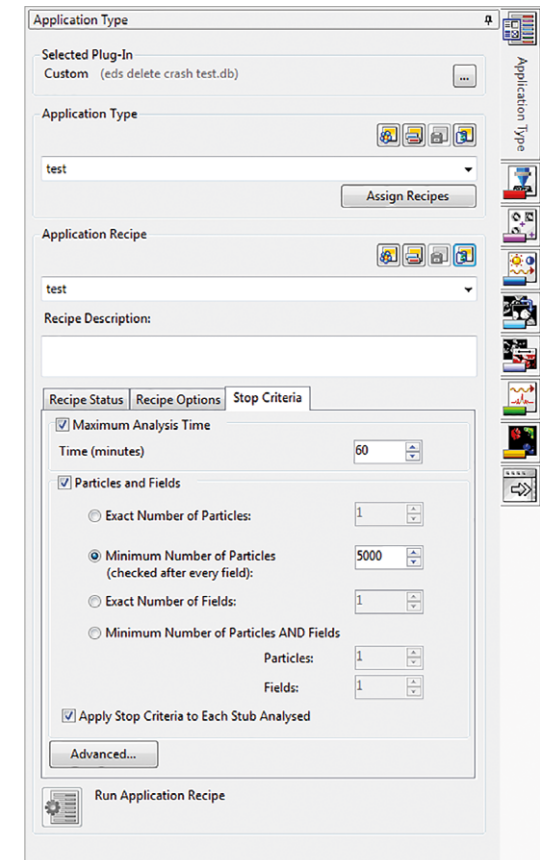 Application Type
Selected Plug-In
Custom (eds delete crash test.db)
...
Application Type
test
Assign Recipes
Application Recipe
test
Recipe Description:
Recipe Status Recipe Options Stop Criteria
Maximum Analysis Time
Time (minutes) 60
Particles and Fields
Exact Number of Particles: 1
Minimum Number of Particles 5000
(checked after every field):
Exact Number of Fields: 1
Minimum Number of Particles AND Fields
Particles: 1
Fields: 1
Apply Stop Criteria to Each Stub Analysed
Advanced...
Run Application Recipe
Application Type